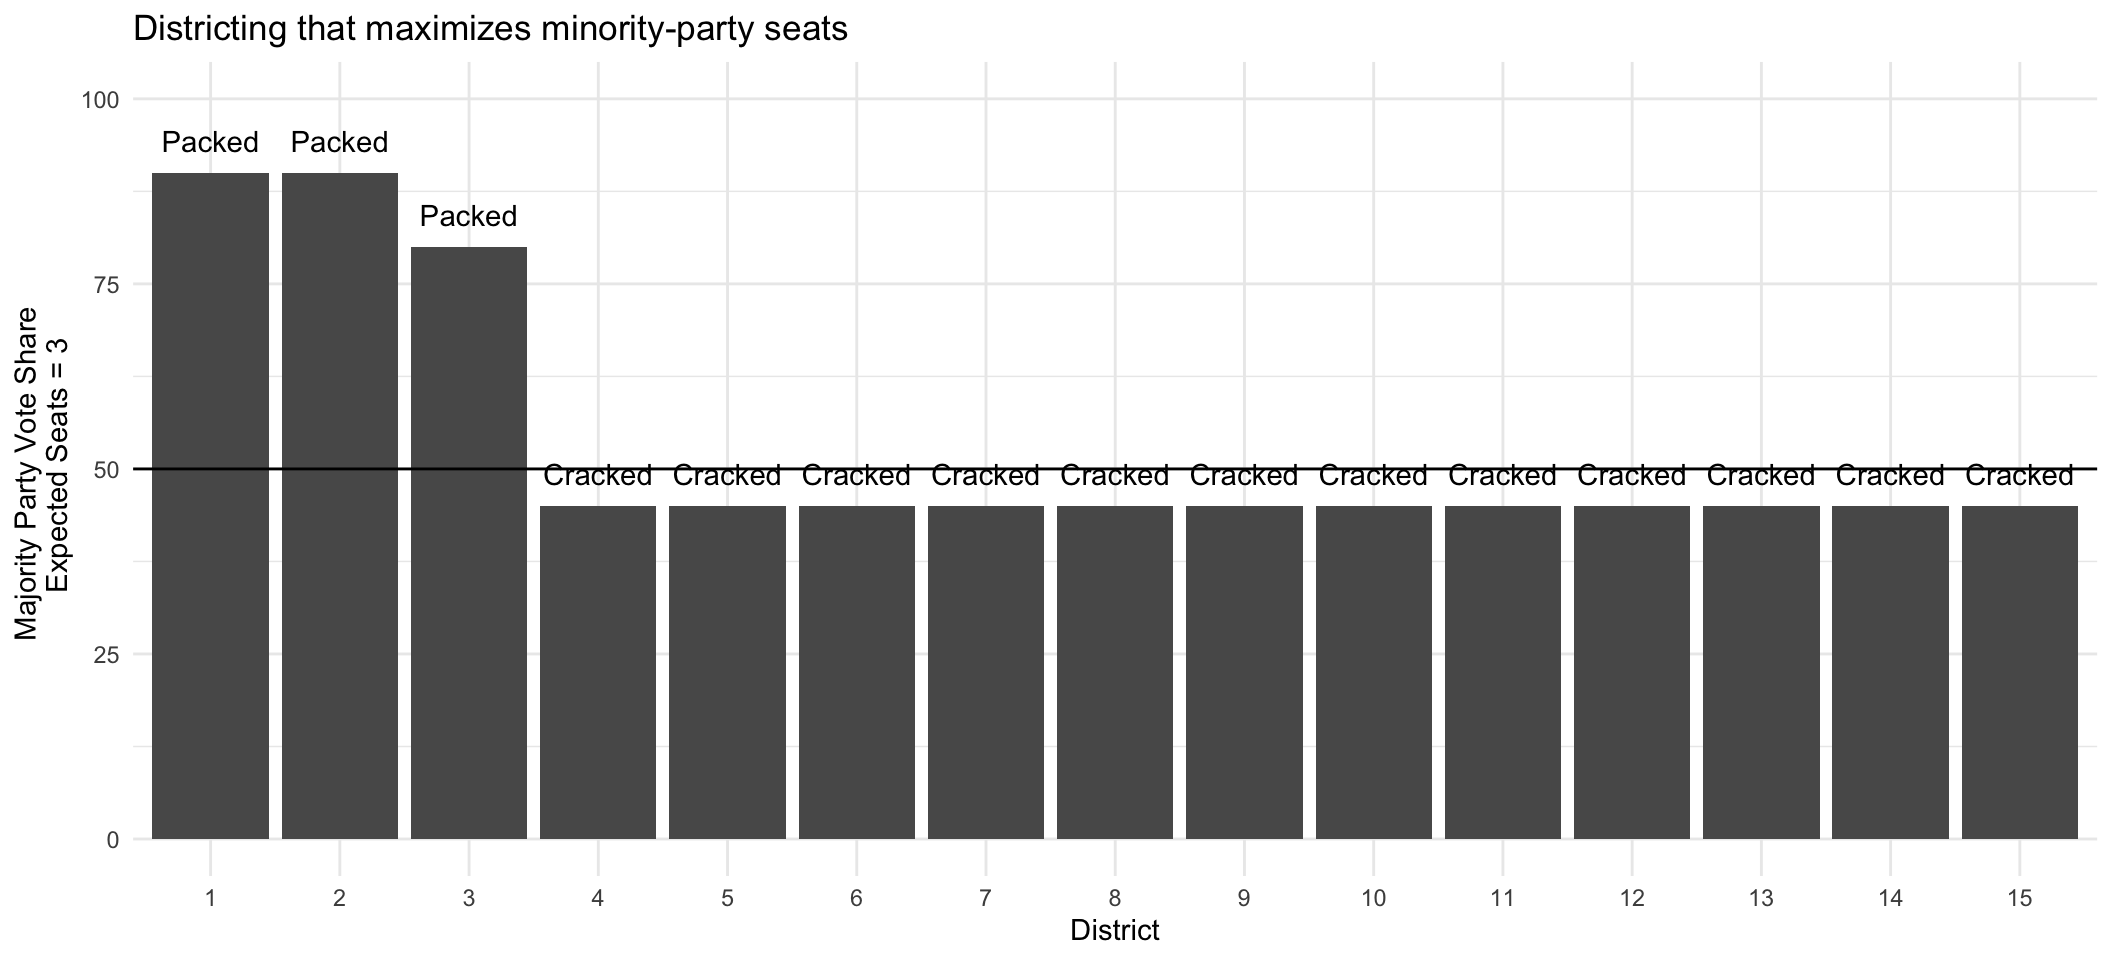 Districting that maximizes minority-party seats
Majority Party Vote Share
Expected Seats = 3
100
75
50
25
0
Packed
Packed
Packed
Cracked
Cracked
Cracked
Cracked
Cracked
Cracked
Cracked
Cracked
Cracked
Cracked
Cracked
Cracked
1
2
3
4
5
6
7
8
9
10
11
12
13
14
15
District